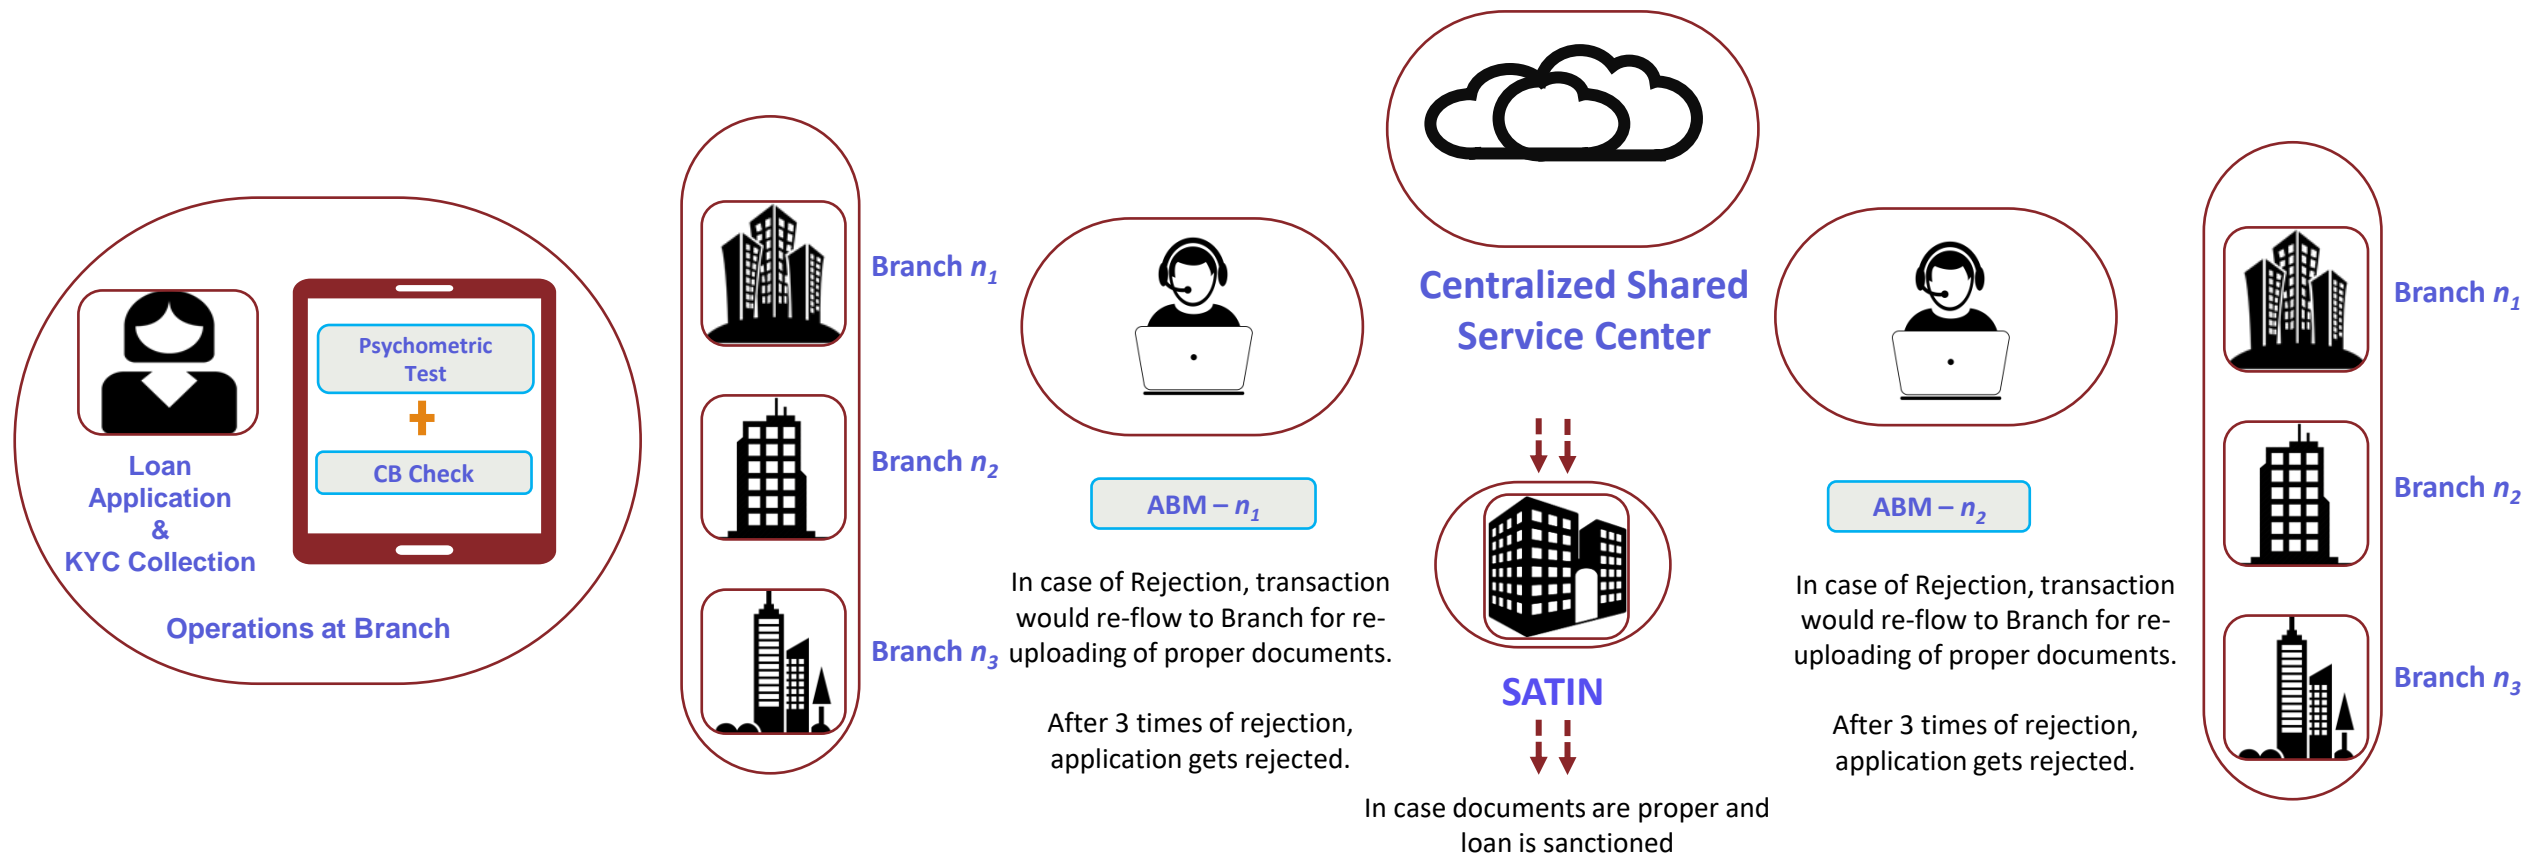 Psychometric
Test
CB Check
Loan
Application
&
KYC Collection
Operations at Branch
Branch n1
Branch n2
Branch n3
ABM – n1
In case of Rejection, transaction
would re-flow to Branch for re-
uploading of proper documents.
After 3 times of rejection,
application gets rejected.
Centralized Shared
Service Center
SATIN
In case documents are proper and
loan is sanctioned
ABM – n2
In case of Rejection, transaction
would re-flow to Branch for re-
uploading of proper documents.
After 3 times of rejection,
application gets rejected.
Branch n1
Branch n2
Branch n3